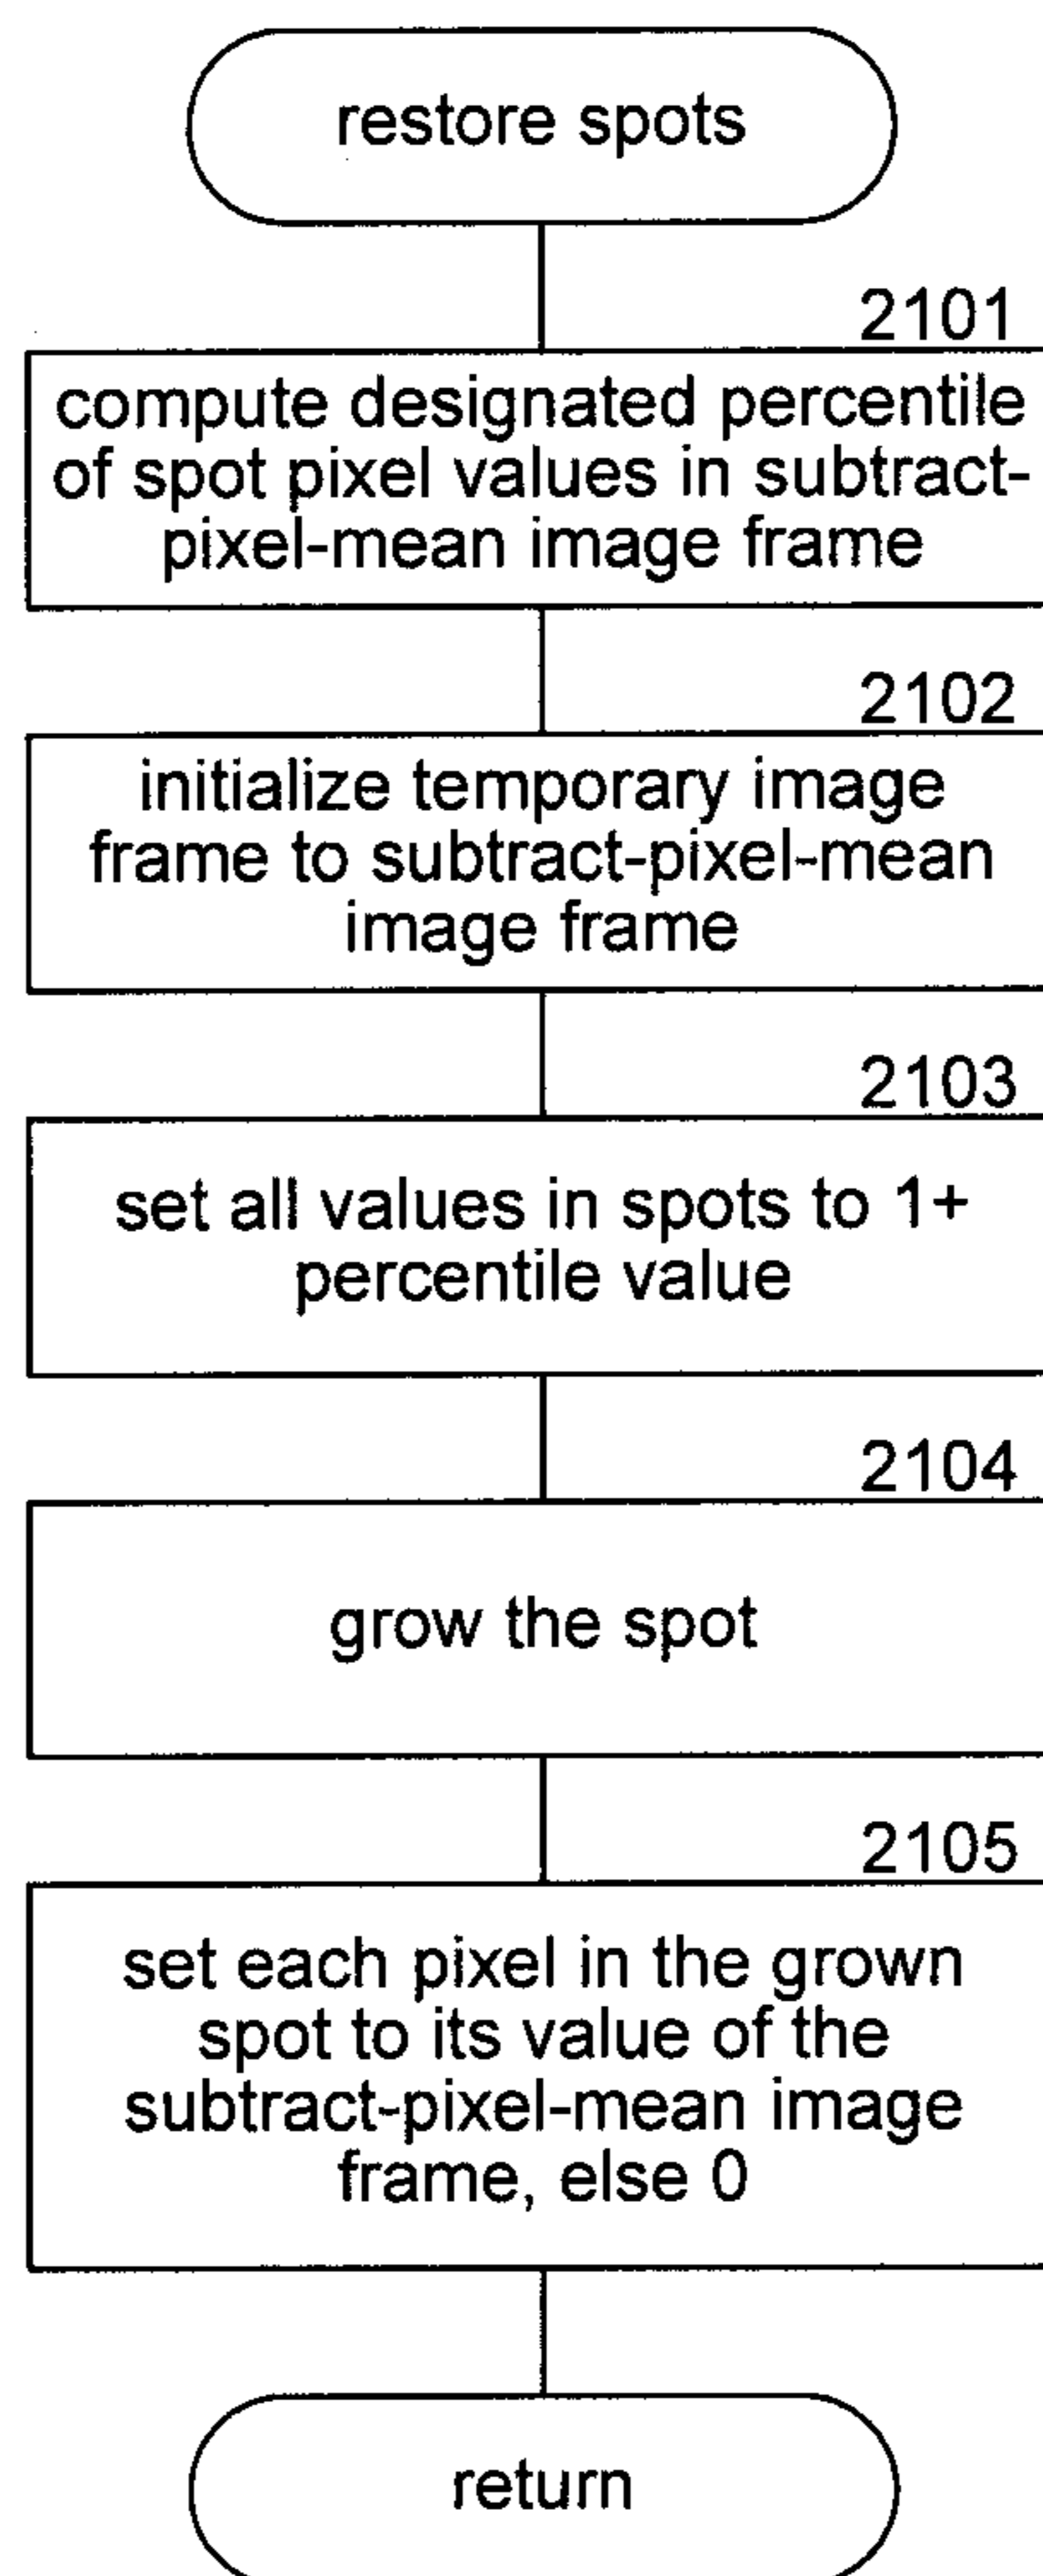 restore spots
2101
compute designated percentile
of spot pixel values in subtract-
pixel-mean image frame
2102
initialize temporary image
frame to subtract-pixel-mean
image frame
2103
set all values in spots to 1+
percentile value
2104
grow the spot
2105
set each pixel in the grown
spot to its value of the
subtract-pixel-mean image
frame, else 0
return